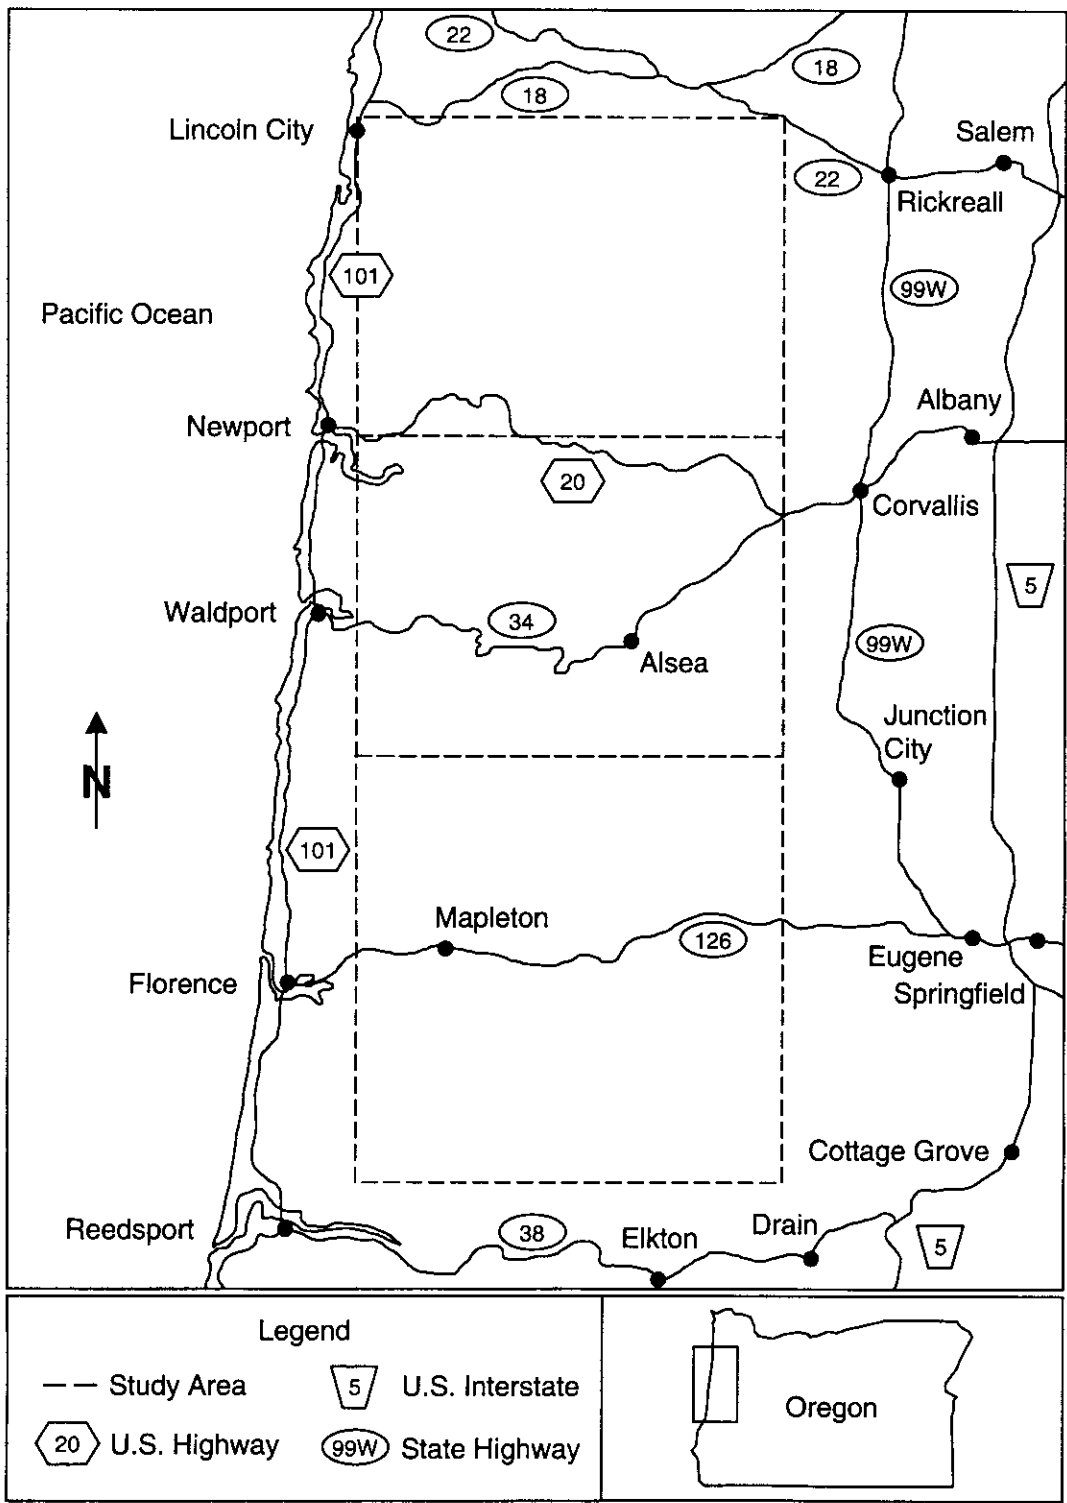 22
18
18
Lincoln City
Salem
22
Rickreall
101
99W
Pacific Ocean
Albany
Newport
20
Corvallis
5
Waldport
34
99W
Alsea
Junction
City
N
101
Mapleton
126
Eugene
Florence
Springfield
Cottage Grove
Reedsport
38
Elkton
Drain
5
Legend
Study Area
5
U.S. Interstate
20
U.S. Highway
99W
State Highway
Oregon